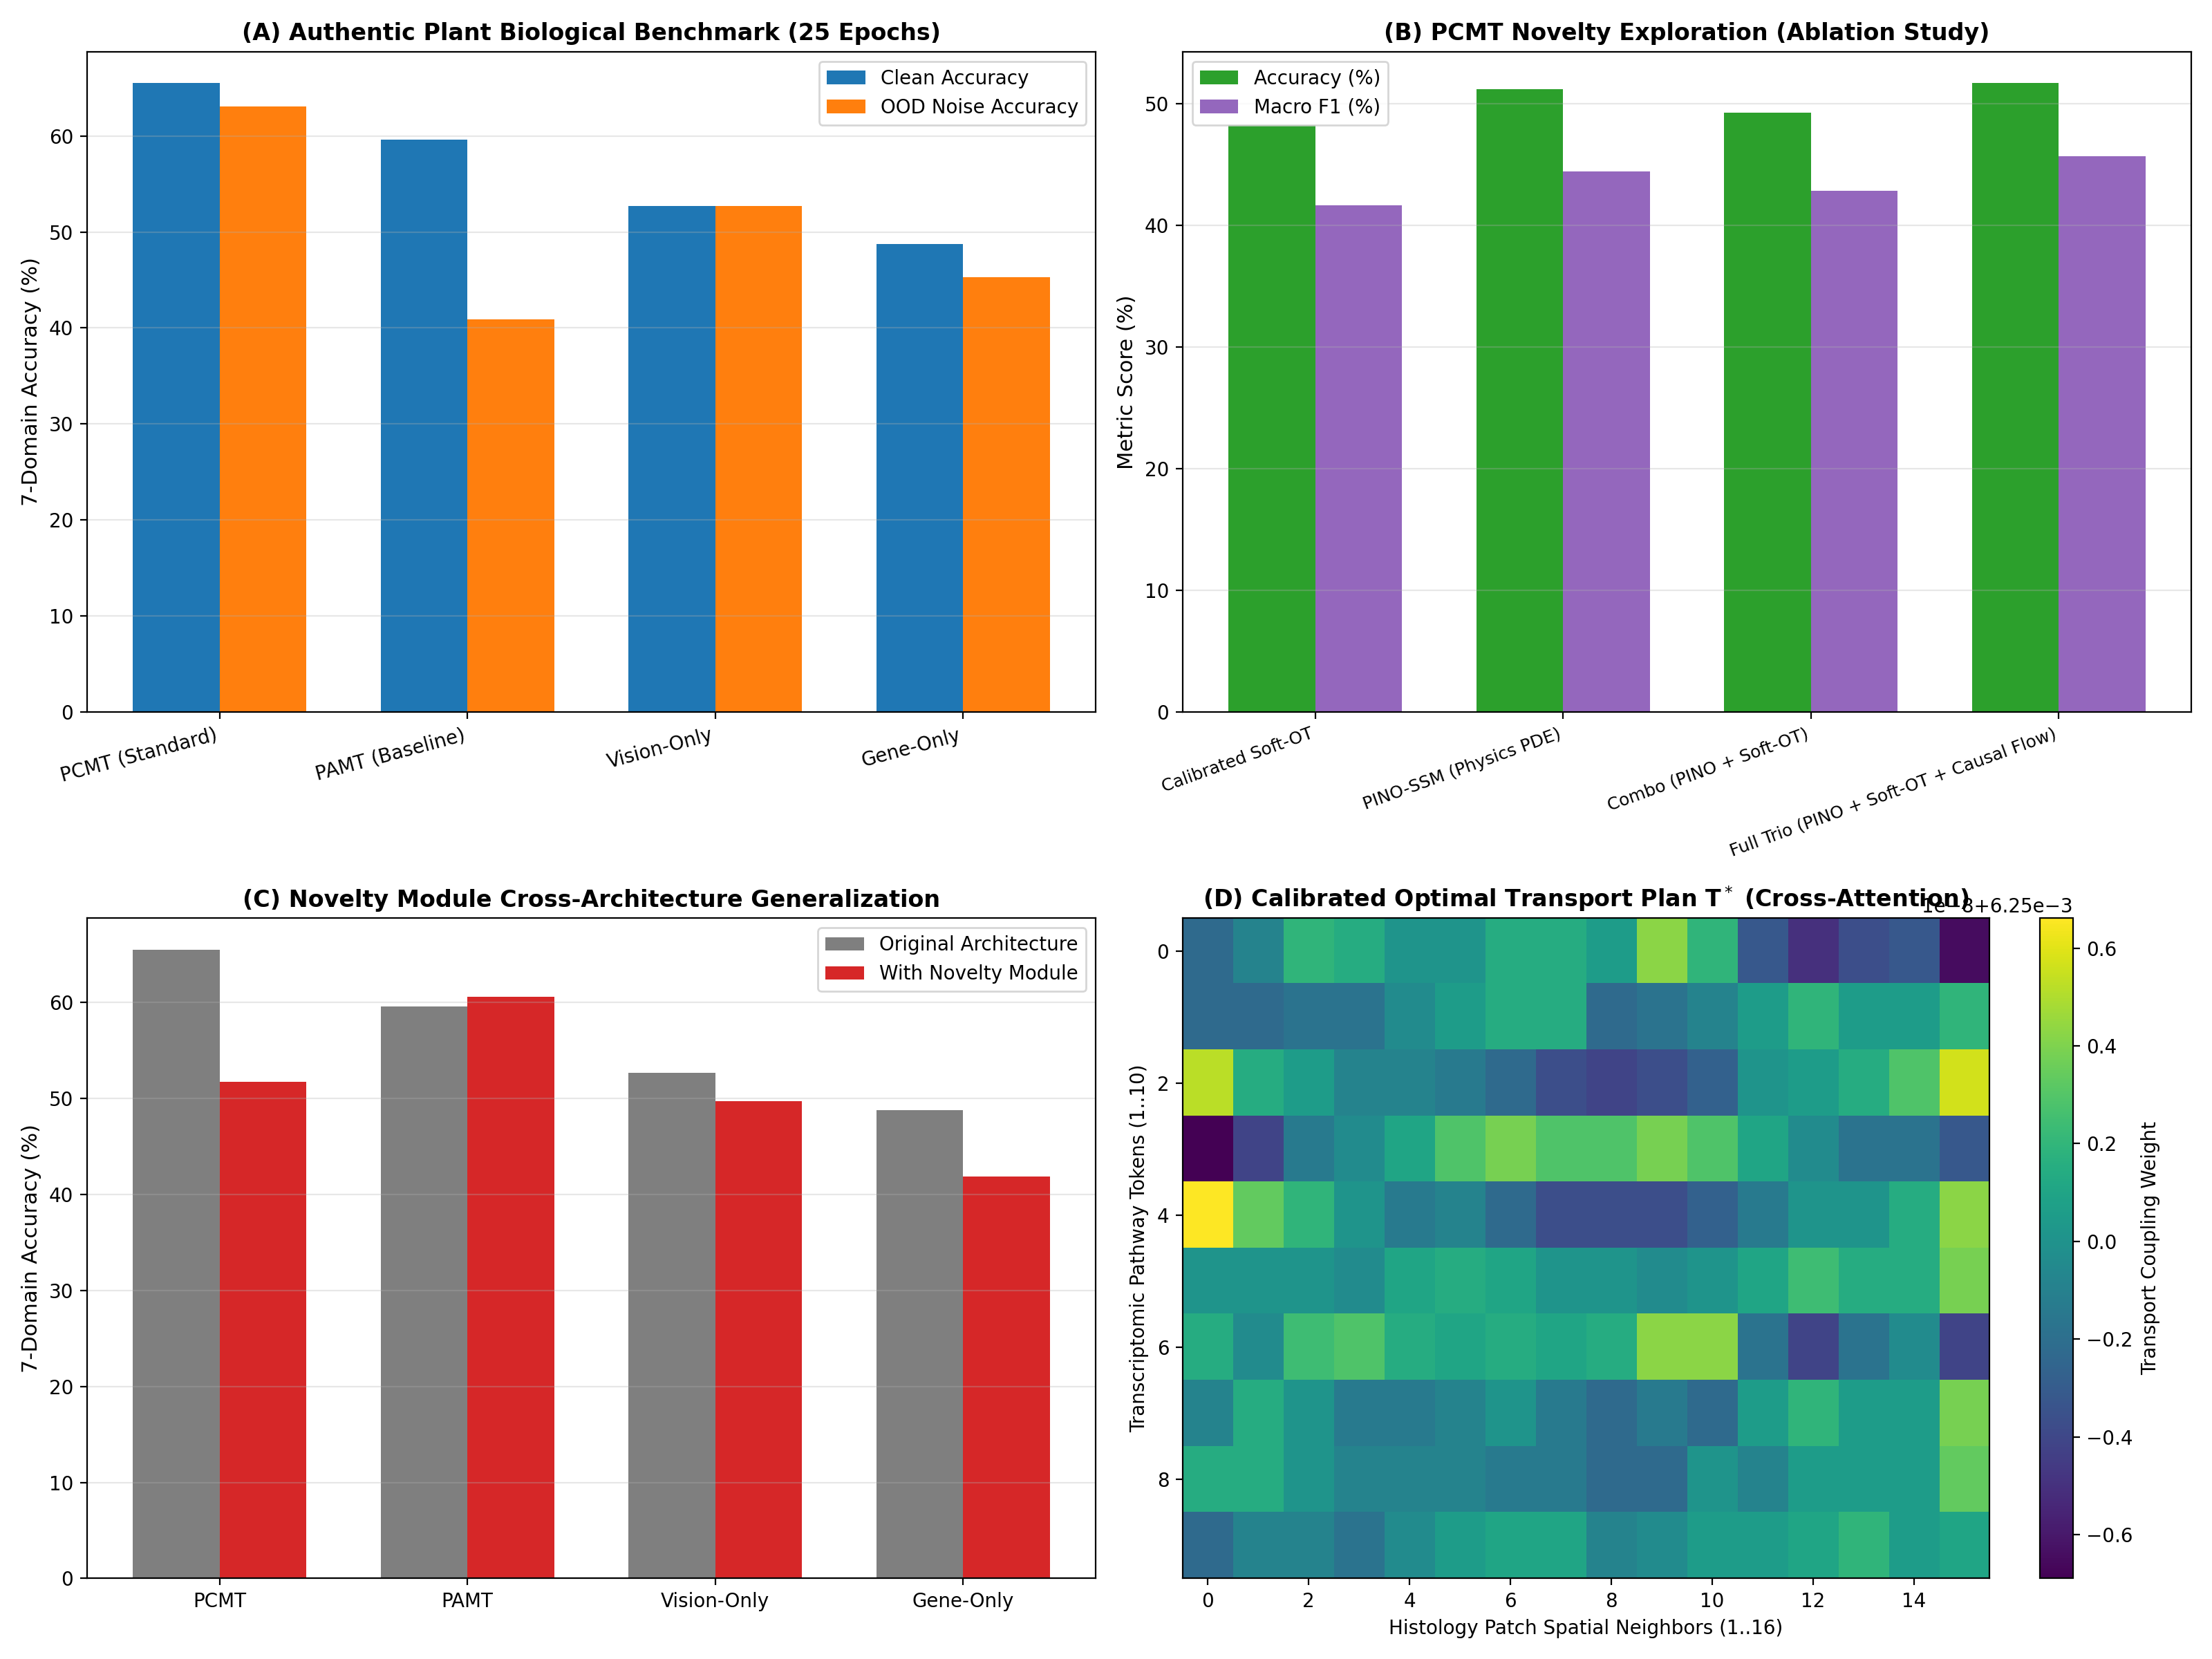 (A) Authentic Plant Biological Benchmark (25 Epochs)
Clean Accuracy
OOD Noise Accuracy
7-Domain Accuracy (%)
60
50
40
30
20
10
0
PCMT (Standard)
PAMT (Baseline)
Vision-Only
Gene-Only
(B) PCMT Novelty Exploration (Ablation Study)
Accuracy (%)
Macro F1 (%)
Metric Score (%)
50
40
30
20
10
0
Calibrated Soft-OT
PINO-SSM (Physics PDE)
Combo (PINO + Soft-OT)
Full Trio (PINO + Soft-OT + Causal Flow)
(C) Novelty Module Cross-Architecture Generalization
Original Architecture
With Novelty Module
7-Domain Accuracy (%)
60
50
40
30
20
10
0
PCMT
PAMT
Vision-Only
Gene-Only
(D) Calibrated Optimal Transport Plan T* (Cross-Attention)
1e−8+6.25e−3
Transcriptomic Pathway Tokens (1..10)
0
2
4
6
8
0 2 4 6 8 10 12 14
Histology Patch Spatial Neighbors (1..16)
0.6
0.4
0.2
0.0
−0.2
−0.4
−0.6
Transport Coupling Weight